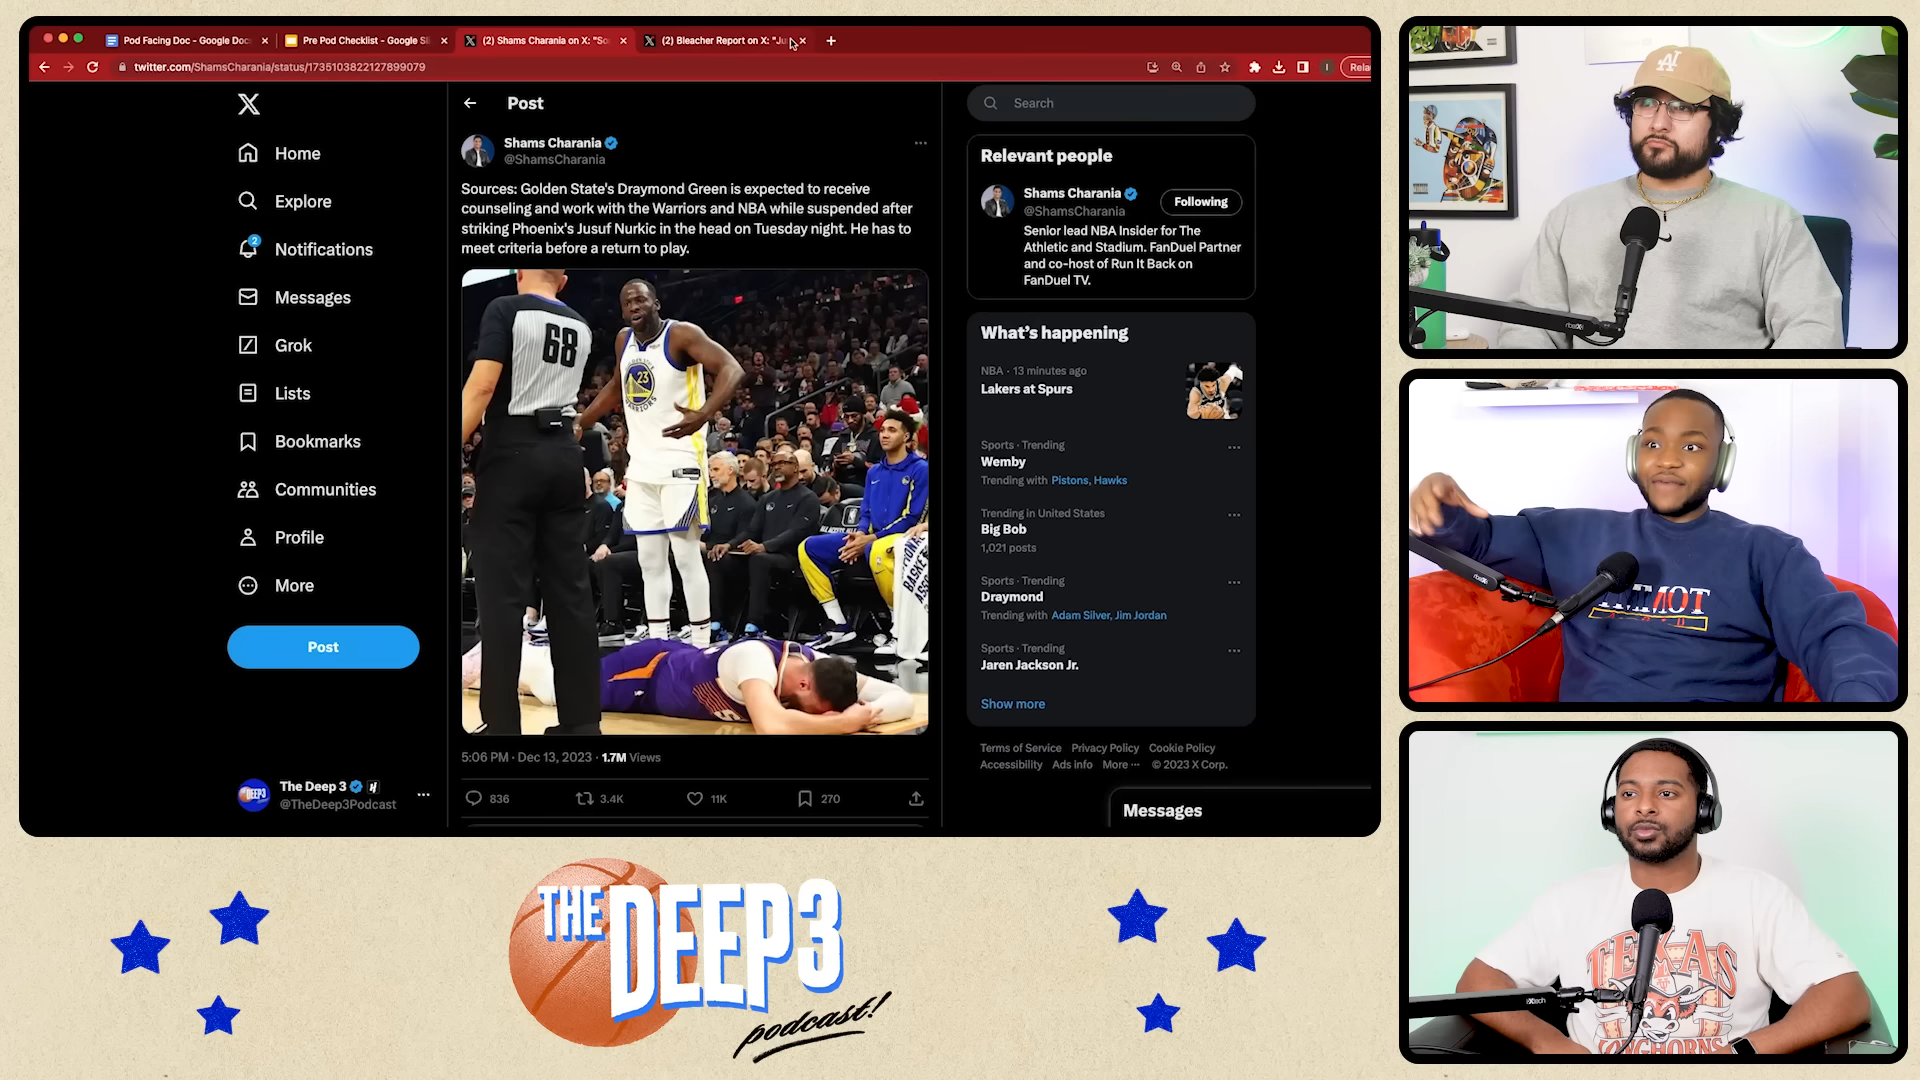 Pod Facing Doc - Google Doc
Pre Pod Checklist - Google Sl
(2) Shams Charania on X: "So
(2) Bleacher Report on X: "Ju
twitter.com/ShamsCharania/status/1735103822127899079
Rela
Home
Explore
2
Notifications
Messages
Grok
Lists
Bookmarks
Communities
Profile
More
Post
The Deep 3
@TheDeep3Podcast
Post
Shams Charania
@ShamsCharania
Sources: Golden State's Draymond Green is expected to receive
counseling and work with the Warriors and NBA while suspended after
striking Phoenix's Jusuf Nurkic in the head on Tuesday night. He has to
meet criteria before a return to play.
68
23
WARRIORS
5:06 PM · Dec 13, 2023 · 1.7M Views
836
3.4K
11K
270
Search
Relevant people
Shams Charania
@ShamsCharania
Following
Senior lead NBA Insider for The
Athletic and Stadium. FanDuel Partner
and co-host of Run It Back on
FanDuel TV.
What's happening
NBA · 13 minutes ago
Lakers at Spurs
Sports · Trending
Wemby
Trending with Pistons, Hawks
Trending in United States
Big Bob
1,021 posts
Sports · Trending
Draymond
Trending with Adam Silver, Jim Jordan
Sports · Trending
Jaren Jackson Jr.
Show more
Terms of Service Privacy Policy Cookie Policy
Accessibility Ads info More ··· © 2023 X Corp.
Messages
THE DEEP 3
podcast!
TEXAS
LONGHORNS